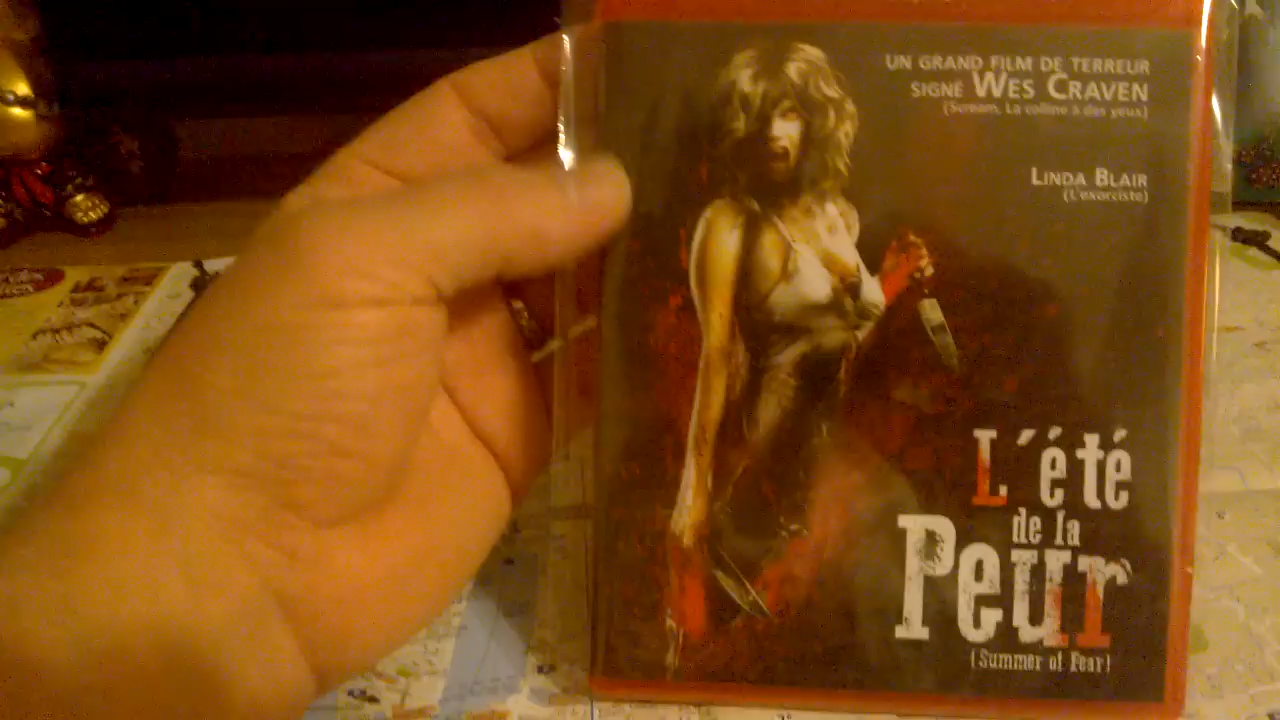 UN GRAND FILM DE TERREUR
SIGNÉ WES CRAVEN
(Scream, La colline à des yeux)
LINDA BLAIR
(L'exorciste)
L'été
de la
Peur
(Summer of Fear)